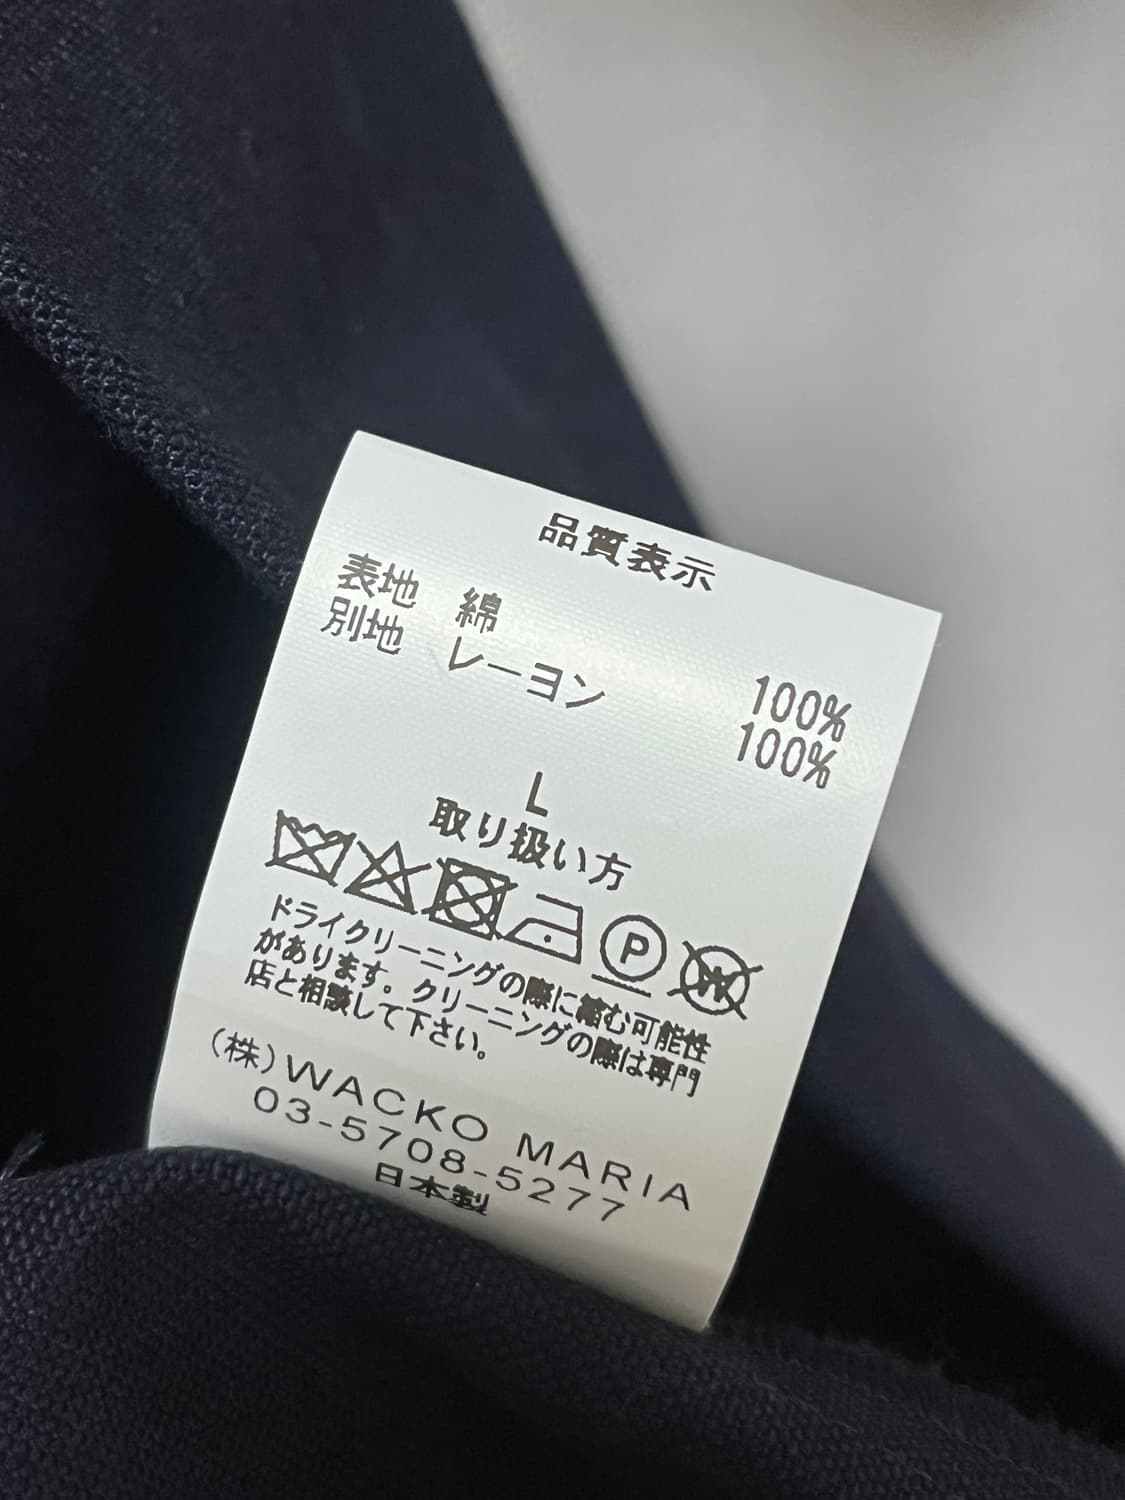 品質表示
表地 綿 100%
別地 レーヨン 100%
L
取り扱い方
P W
ドライクリーニングの際に縮む可能性
があります。クリーニングの際は専門
店と相談して下さい。
(株)WACKO MARIA
03-5708-5277
日本製